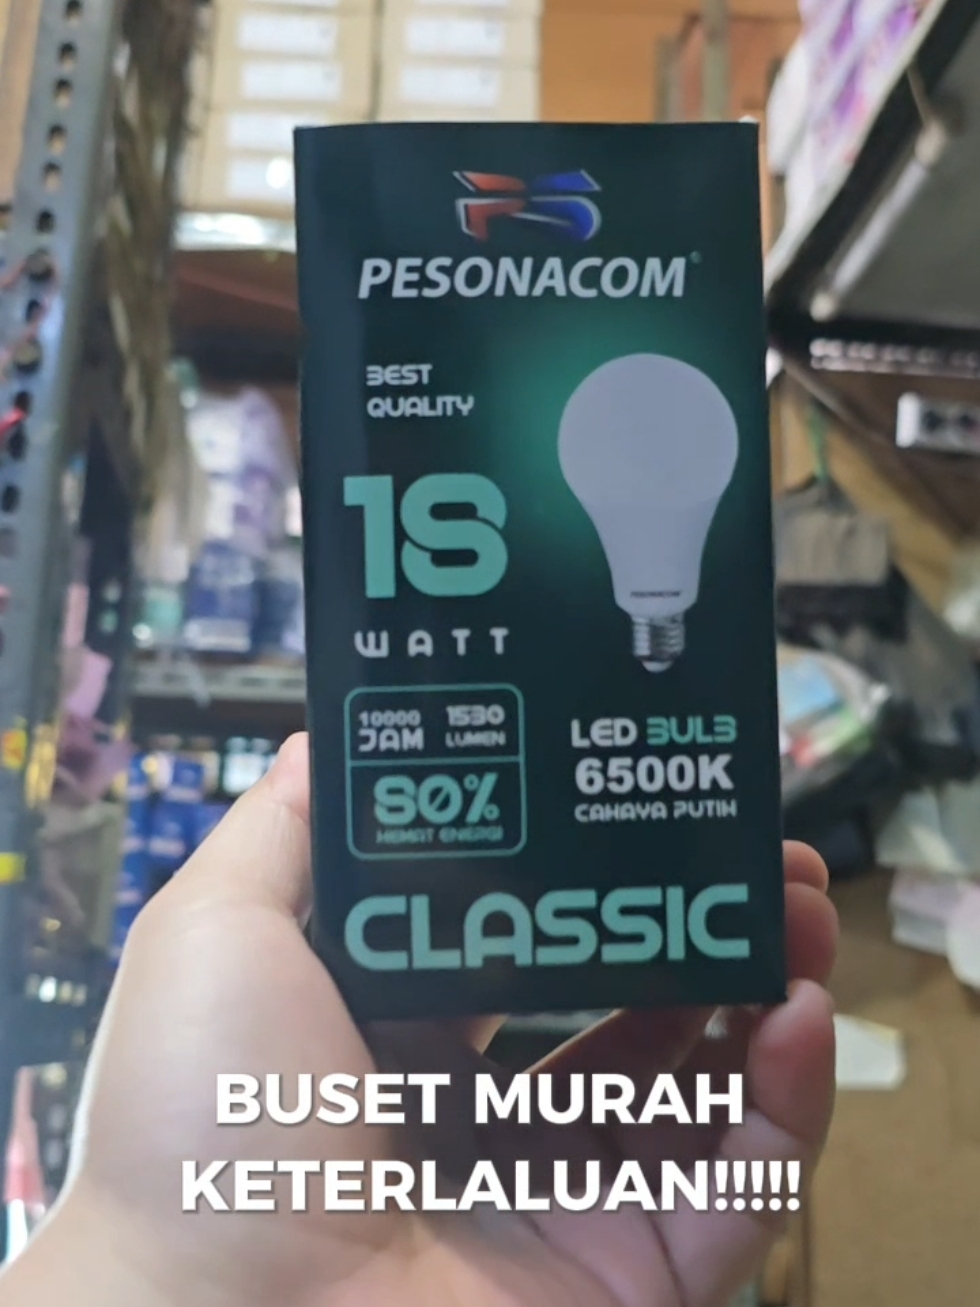 PS
PESONACOM
BEST
QUALITY
18
WATT
10000
JAM
1530
LUMEN
80%
HEMAT ENERGI
LED BULB
6500K
CAHAYA PUTIH
CLASSIC
BUSET MURAH
KETERLALUAN!!!!!